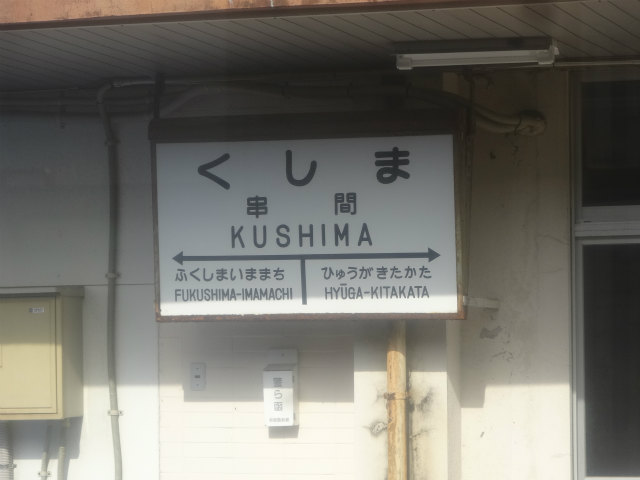 くしま
串間
KUSHIMA
ふくしまいままち
FUKUSHIMA-IMAMACHI
ひゅうがきたかた
HYŪGA-KITAKATA